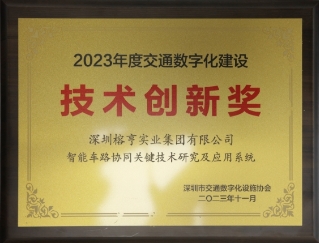 2023年度交通数字化建设
技术创新奖
深圳榕亨实业集团有限公司
智能车路协同关键技术研究及应用系统
深圳市交通数字化设施协会
二〇二三年十一月